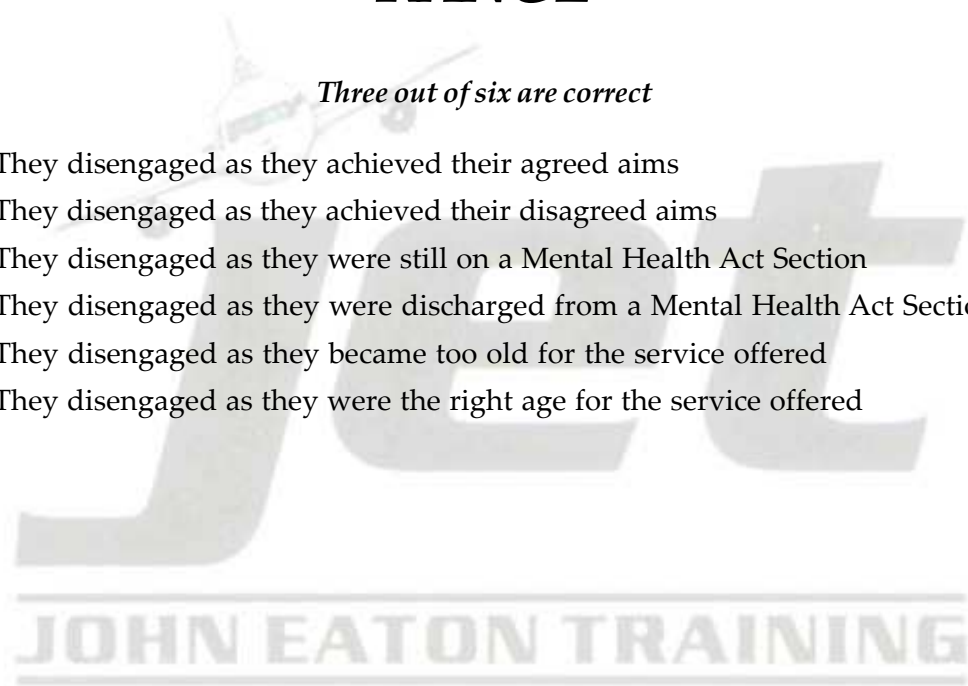 Three out of six are correct
They disengaged as they achieved their agreed aims
They disengaged as they achieved their disagreed aims
They disengaged as they were still on a Mental Health Act Section
They disengaged as they were discharged from a Mental Health Act
They disengaged as they became too old for the service offered
They disengaged as they were the right age for the service offered
jet
JOHN EATON TRAINING